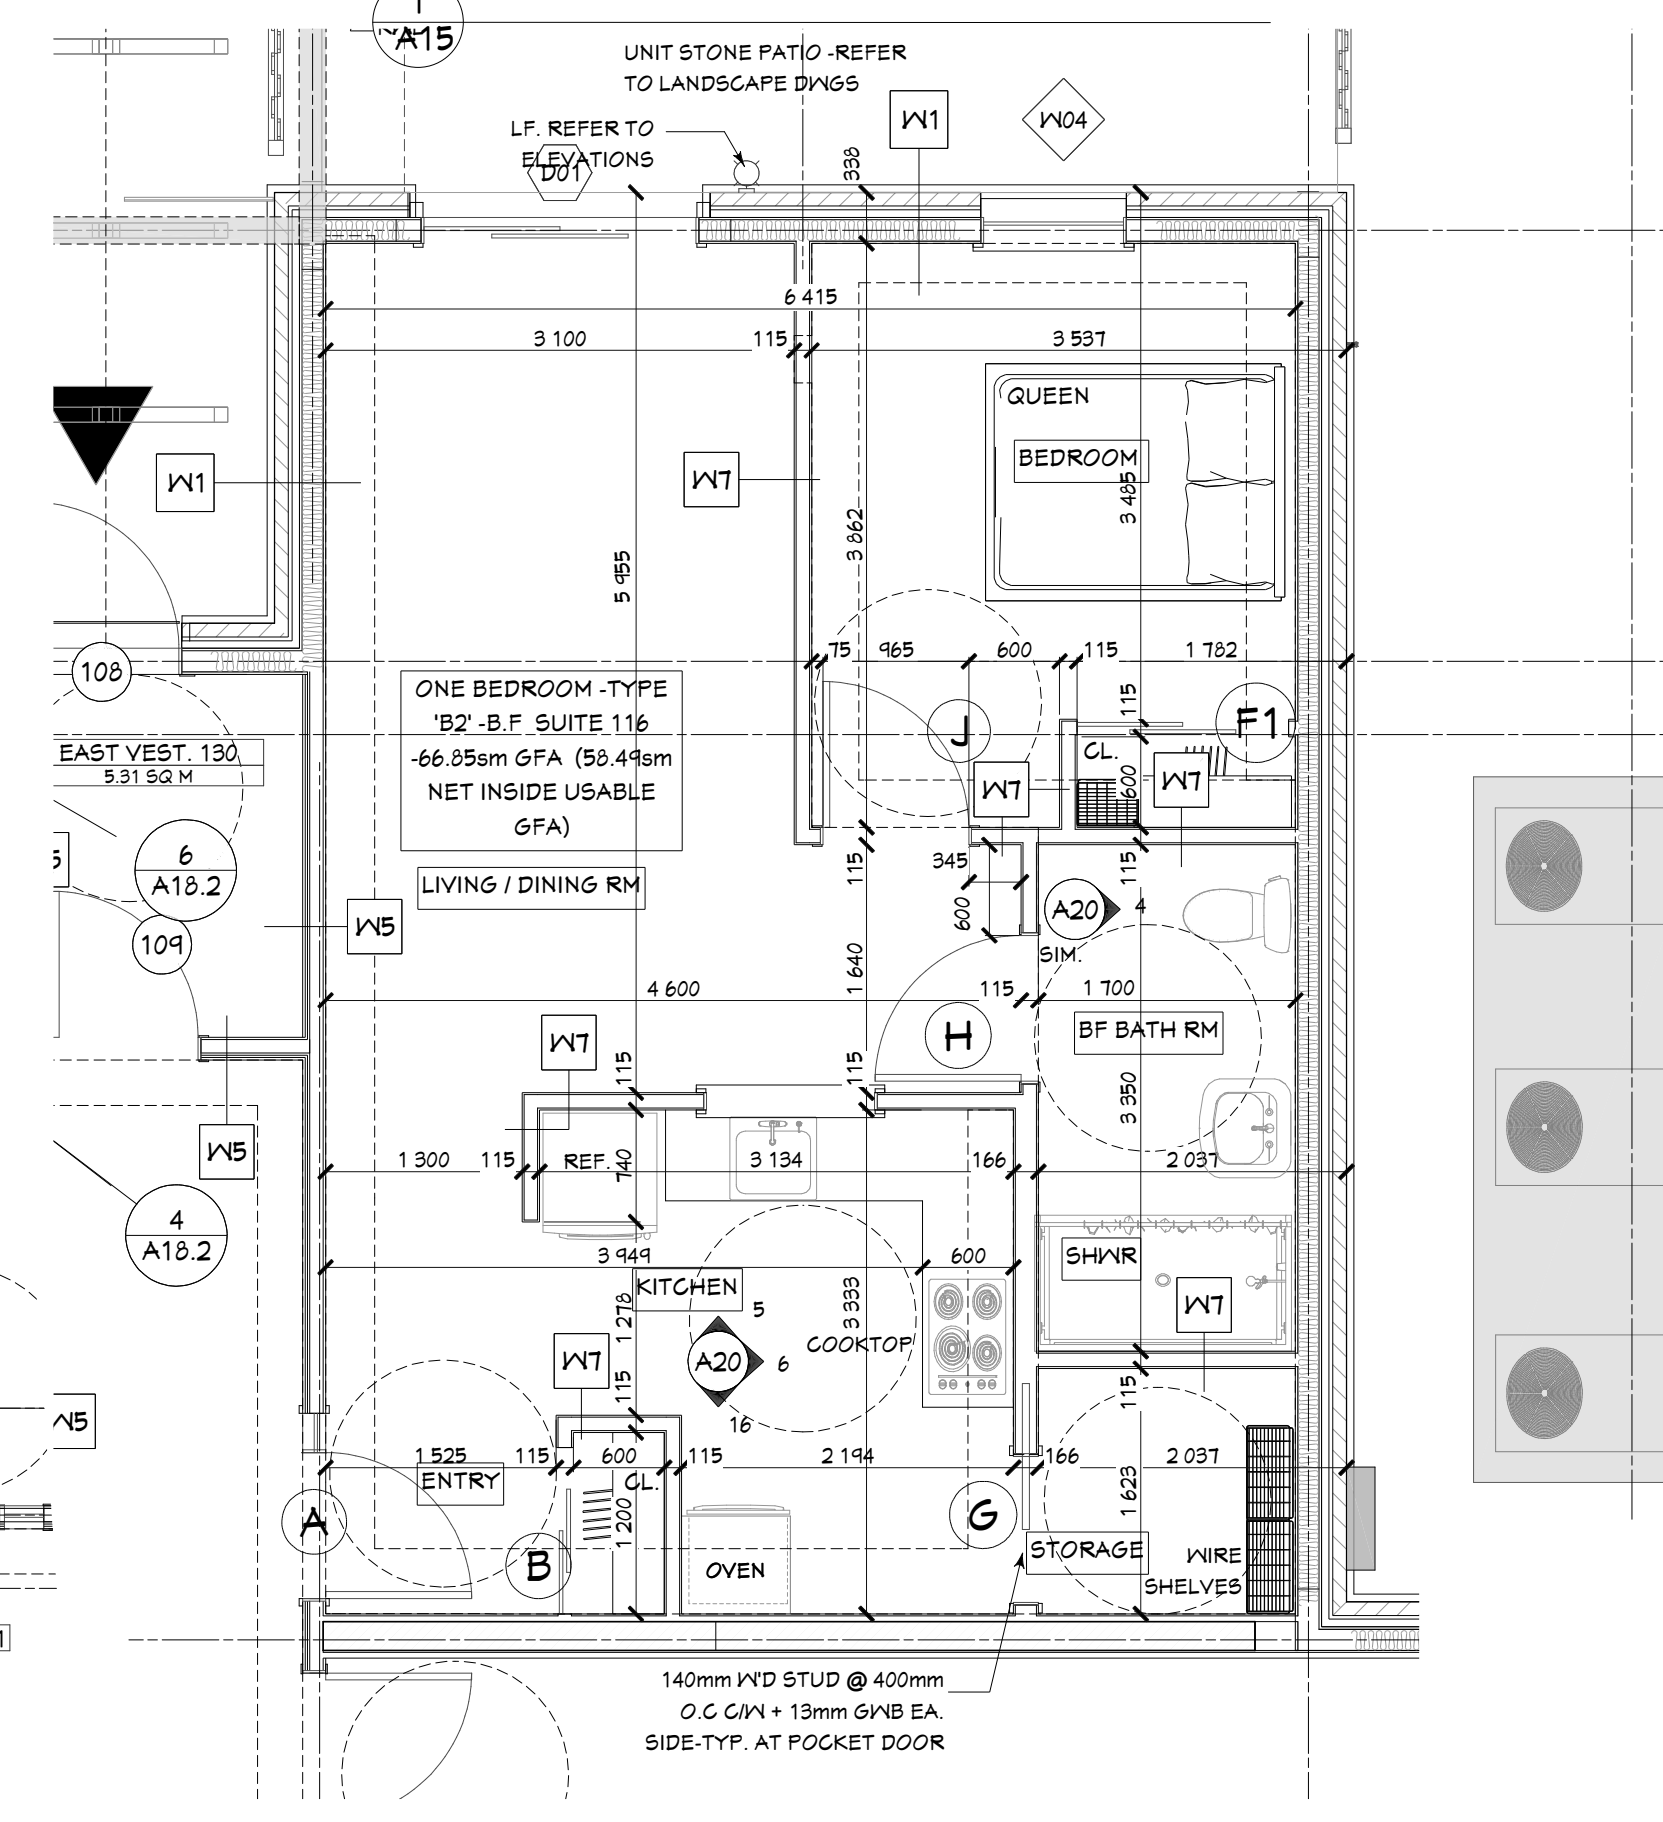 1
A15
UNIT STONE PATIO -REFER
TO LANDSCAPE DWGS
W1
W04
LF. REFER TO
ELEVATIONS
D01
338
6 415
3 100
115
3 537
QUEEN
BEDROOM
3 485
W1
W7
3 862
5 955
75
965
600
115
1 782
108
ONE BEDROOM -TYPE
'B2' -B.F SUITE 116
-66.85sm GFA (58.49sm
NET INSIDE USABLE
GFA)
115
J
F1
EAST VEST. 130
5.31 SQ M
CL.
W7
600
W7
6
A18.2
5
LIVING / DINING RM
115
345
115
600
A20
4
SIM.
W5
109
1 640
4 600
115
1 700
H
BF BATH RM
W7
115
115
3 350
W5
1 300
115
REF.
740
3 134
166
2 037
4
A18.2
3 949
600
SHWR
KITCHEN
1 278
5
3 333
W7
COOKTOP
W7
A20
6
16
115
115
W5
1 525
115
600
115
2 194
166
2 037
ENTRY
CL.
1 200
1 623
A
B
G
OVEN
STORAGE
WIRE
SHELVES
140mm W'D STUD @ 400mm
O.C C/W + 13mm GWB EA.
SIDE-TYP. AT POCKET DOOR